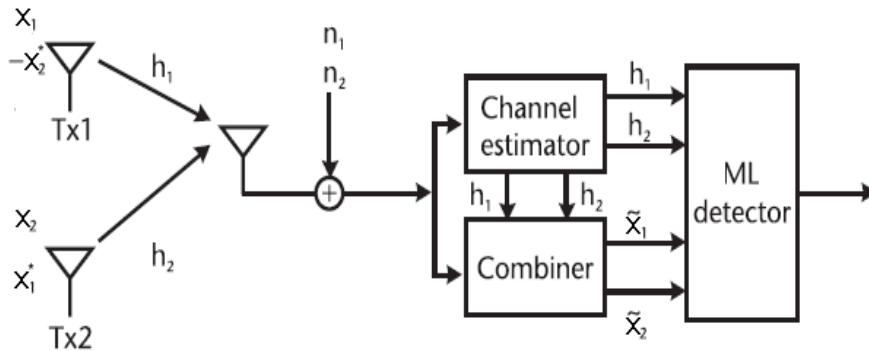 X₁
−X₂*
h₁
Tx1
X₂
X₁*
h₂
Tx2
n₁
n₂
+
Channel
estimator
h₁
h₂
h₁ h₂
Combiner
x̃₁
x̃₂
ML
detector